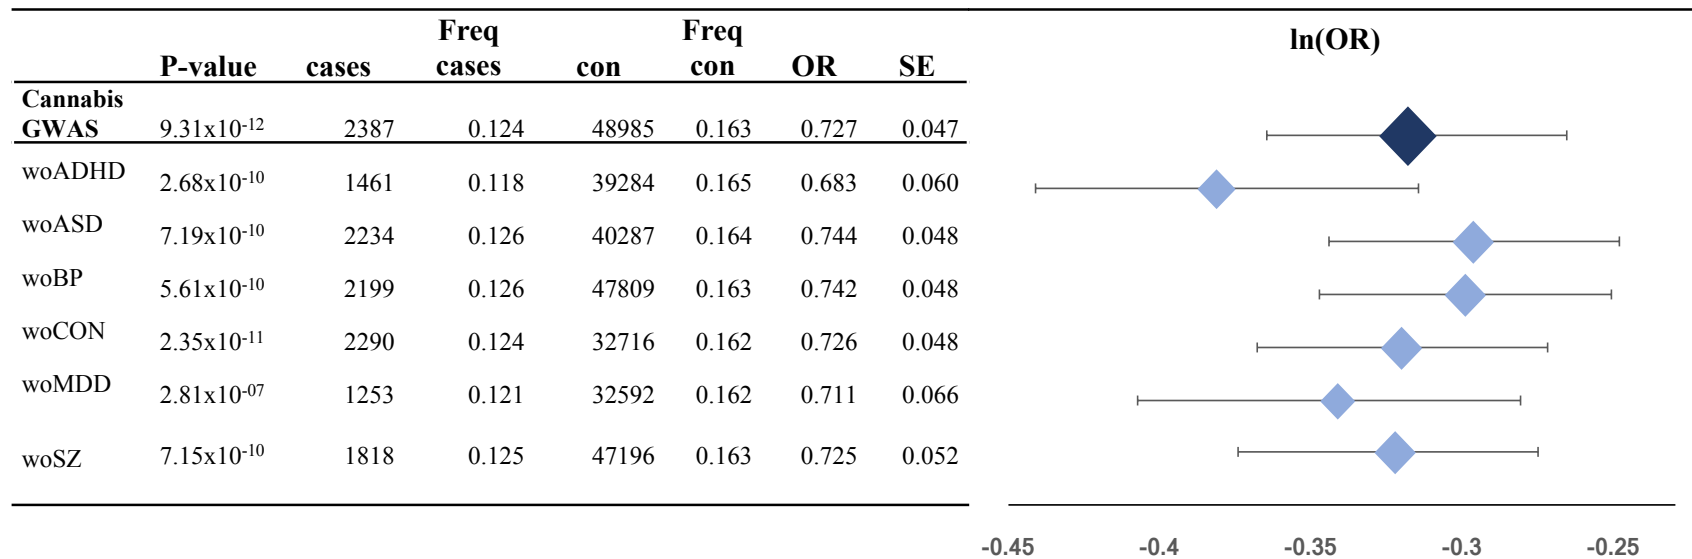 Freq Freq ln(OR)
P-value cases cases con con OR SE
Cannabis
GWAS 9.31x10⁻¹² 2387 0.124 48985 0.163 0.727 0.047
woADHD 2.68x10⁻¹⁰ 1461 0.118 39284 0.165 0.683 0.060
woASD 7.19x10⁻¹⁰ 2234 0.126 40287 0.164 0.744 0.048
woBP 5.61x10⁻¹⁰ 2199 0.126 47809 0.163 0.742 0.048
woCON 2.35x10⁻¹¹ 2290 0.124 32716 0.162 0.726 0.048
woMDD 2.81x10⁻⁰⁷ 1253 0.121 32592 0.162 0.711 0.066
woSZ 7.15x10⁻¹⁰ 1818 0.125 47196 0.163 0.725 0.052
-0.45 -0.4 -0.35 -0.3 -0.25